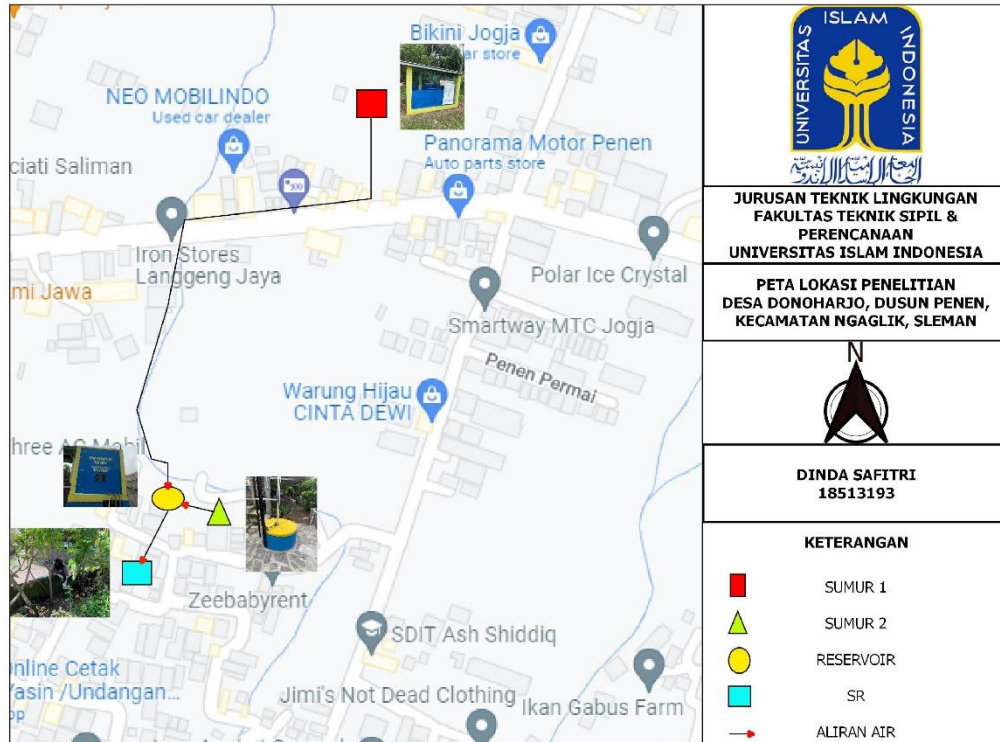 Bikini Jogja
ar store
NEO MOBILINDO
Used car dealer
Panorama Motor Penen
Auto parts store
ciati Saliman
Iron Stores
Langgeng Jaya
Polar Ice Crystal
mi Jawa
Smartway MTC Jogja
Penen Permai
Warung Hijau
CINTA DEWI
Three AC Mobil
Zeebabyrent
SDIT Ash Shiddiq
Online Cetak
Yasin /Undangan...
op
Jimi's Not Dead Clothing
Ikan Gabus Farm
UNIVERSITAS ISLAM INDONESIA
JURUSAN TEKNIK LINGKUNGAN
FAKULTAS TEKNIK SIPIL &
PERENCANAAN
UNIVERSITAS ISLAM INDONESIA
PETA LOKASI PENELITIAN
DESA DONOHARJO, DUSUN PENEN,
KECAMATAN NGAGLIK, SLEMAN
N
DINDA SAFITRI
18513193
KETERANGAN
SUMUR 1
SUMUR 2
RESERVOIR
SR
ALIRAN AIR